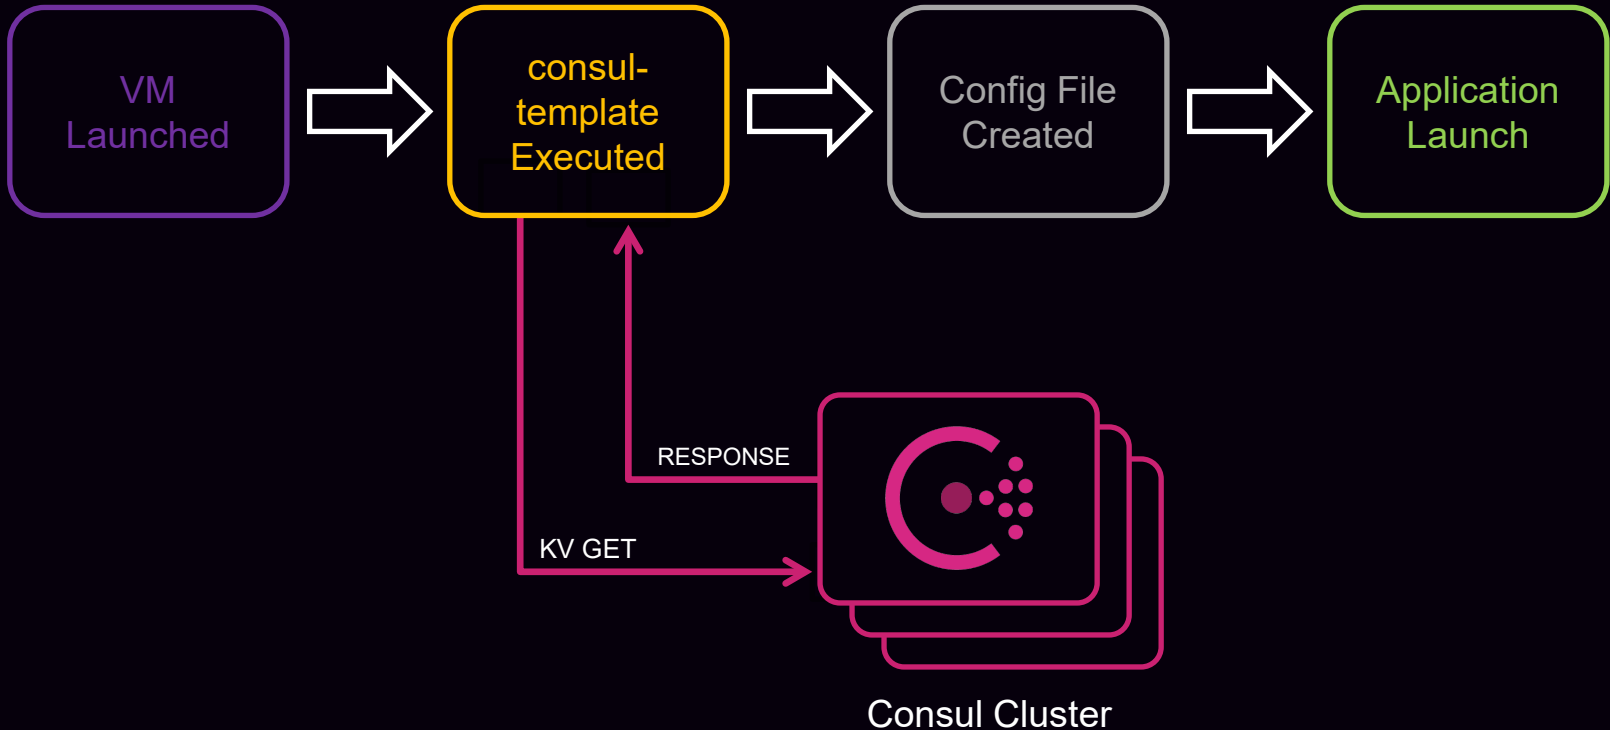 VM
Launched
consul-
template
Executed
Config File
Created
Application
Launch
RESPONSE
KV GET
Consul Cluster